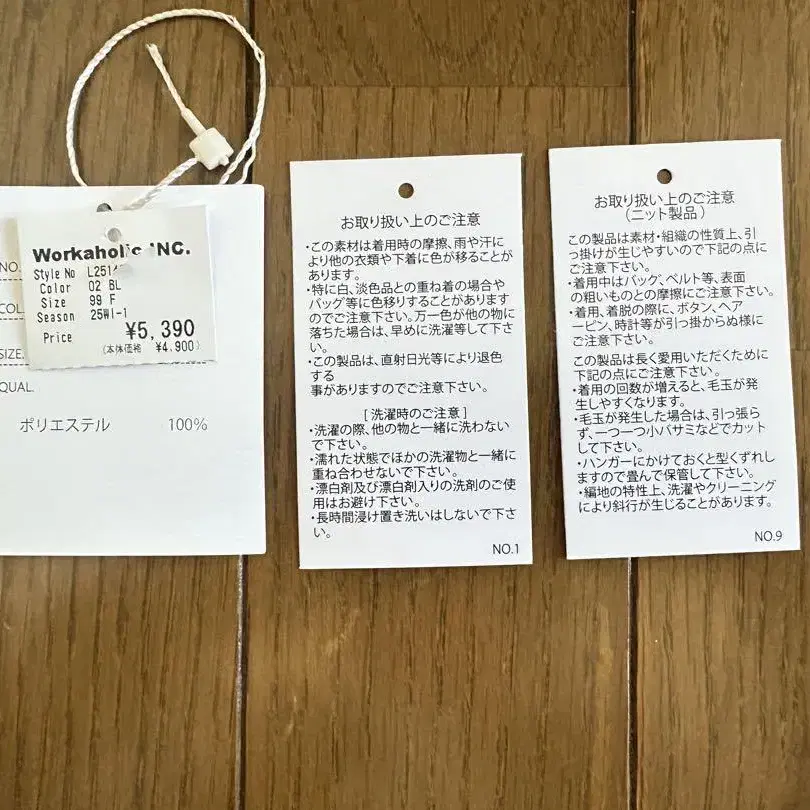 Workaholic INC.
Style No L251
Color 02 BL
Size 99 F
Season 25WI-1
Price ¥5,390
(本体価格 ¥4,900)
NO.
COL
SIZE.
QUAL.
ポリエステル 100%
お取り扱い上のご注意
・この素材は着用時の摩擦、雨や汗に
より他の衣類や下着に色が移ることが
あります。
・特に白、淡色品との重ね着の場合や
バッグ等に色移りすることがあります
のでご注意下さい。万一色が他の物に
落ちた場合は、早めに洗濯等して下さ
い。
・この製品は、直射日光等により退色
する
事がありますのでご注意下さい。
[ 洗濯時のご注意 ]
・洗濯の際、他の物と一緒に洗わない
で下さい。
・濡れた状態でほかの洗濯物と一緒に
重ね合わせないで下さい。
・漂白剤及び漂白剤入りの洗剤のご使
用はお避け下さい。
・長時間浸け置き洗いはしないで下さ
い。
NO.1
お取り扱い上のご注意
(ニット製品)
この製品は素材・組織の性質上、引
っ掛けが生じやすいので下記の点に
ご注意下さい。
・着用中はバッグ、ベルト等、表面
の粗いものとの摩擦にご注意下さい。
・着用、着脱の際に、ボタン、ヘア
ーピン、時計等が引っ掛からぬ様に
ご注意下さい。
この製品は長く愛用いただくために
下記の点にご注意下さい。
・着用の回数が増えると、毛玉が発
生しやすくなります。
・毛玉が発生した場合は、引っ張ら
ず、一つ一つ小バサミなどでカット
して下さい。
・ハンガーにかけておくと型くずれし
ますので畳んで保管して下さい。
・編地の特性上、洗濯やクリーニング
により斜行が生じることがあります。
NO.9